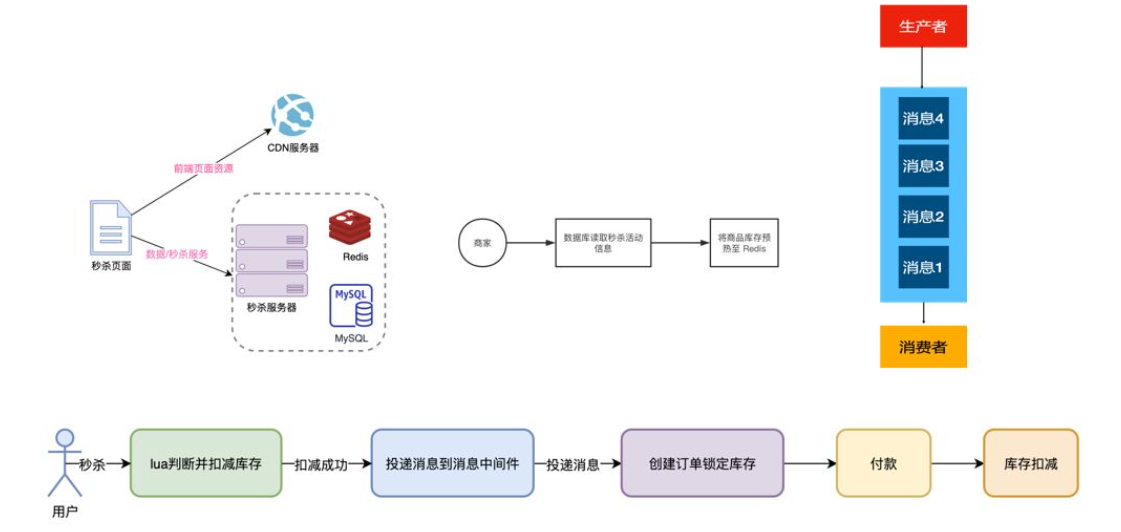 生产者
消息4
消息3
消息2
消息1
消费者
CDN服务器
前端页面资源
秒杀页面
数据/秒杀服务
秒杀服务器
Redis
MySQL
MySQL
商家
数据库读取秒杀活动
信息
将商品库存预
热至 Redis
用户
秒杀
lua判断并扣减库存
扣减成功
投递消息到消息中间件
投递消息
创建订单锁定库存
付款
库存扣减